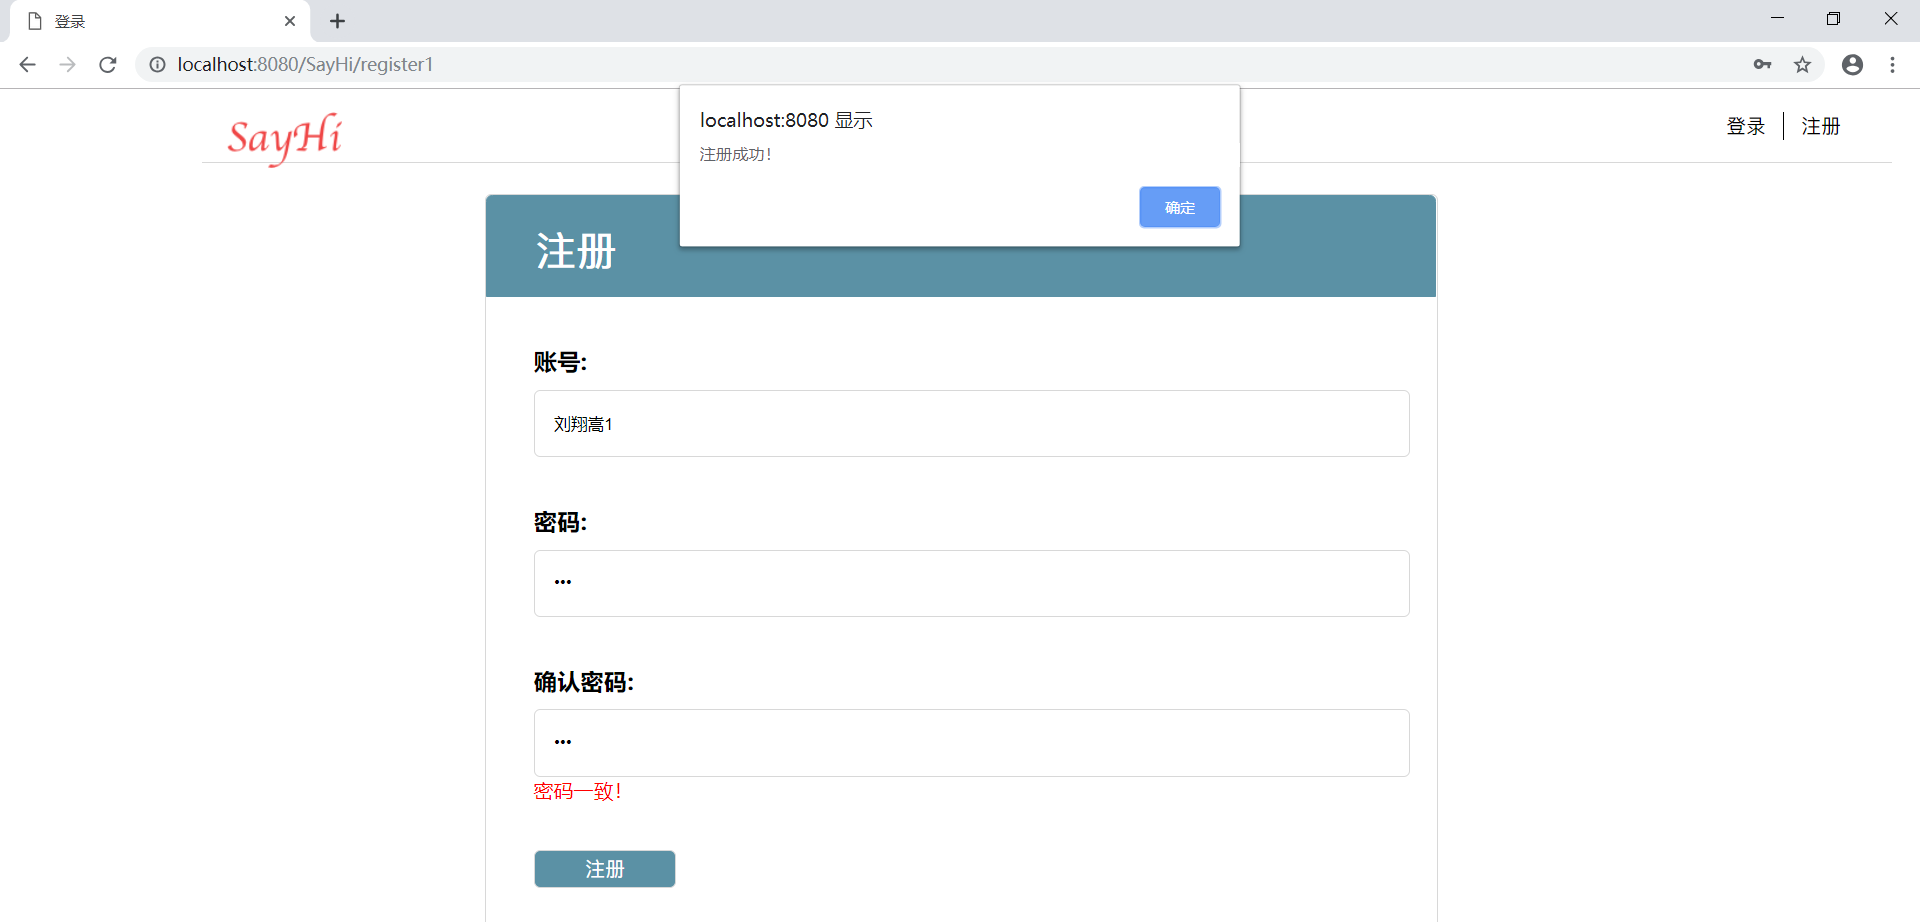 登录
localhost:8080/SayHi/register1
localhost:8080 显示
注册成功！
确定
SayHi
登录
注册
注册
账号:
刘翔嵩1
密码:
•••
确认密码:
•••
密码一致！
注册